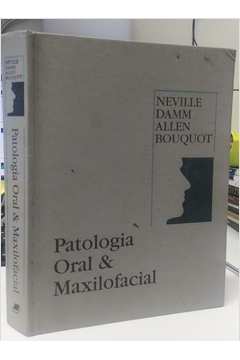 NEVILLE
DAMM
ALLEN
BOUQUOT
Patologia
Oral &
Maxilofacial
Patologia Oral & Maxilofacial